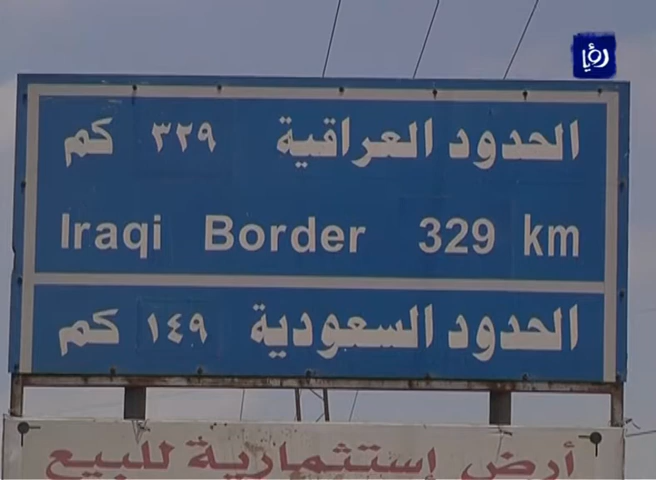 رؤيا
الحدود العراقية ٣٢٩ كم
Iraqi Border 329 km
الحدود السعودية ١٤٩ كم
أرض إستثمارية للبيع